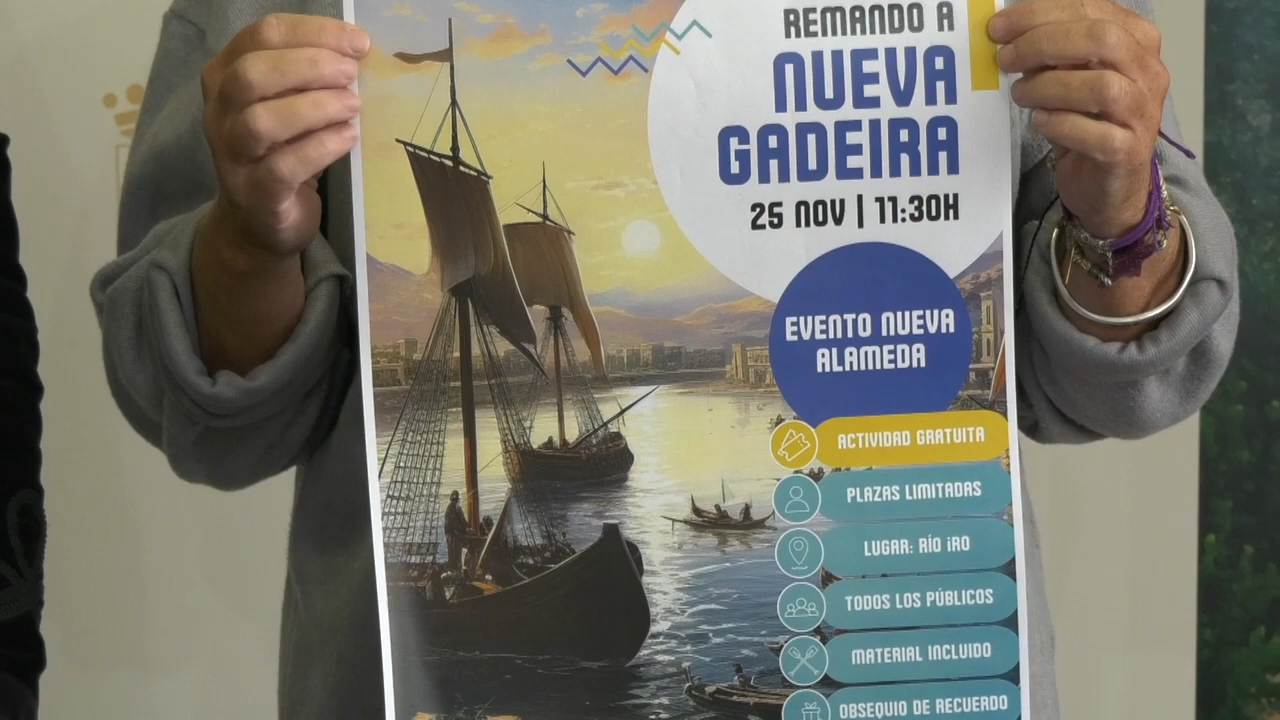 REMANDO A
NUEVA
GADEIRA
25 NOV | 11:30H
EVENTO NUEVA
ALAMEDA
ACTIVIDAD GRATUITA
PLAZAS LIMITADAS
LUGAR: RÍO iRO
TODOS LOS PÚBLICOS
MATERIAL INCLUIDO
OBSEQUIO DE RECUERDO